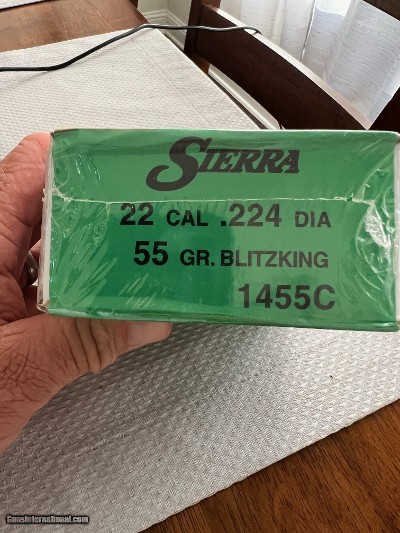 SIERRA
22 CAL .224 DIA
55 GR. BLITZKING
1455C
GunsInternational.com